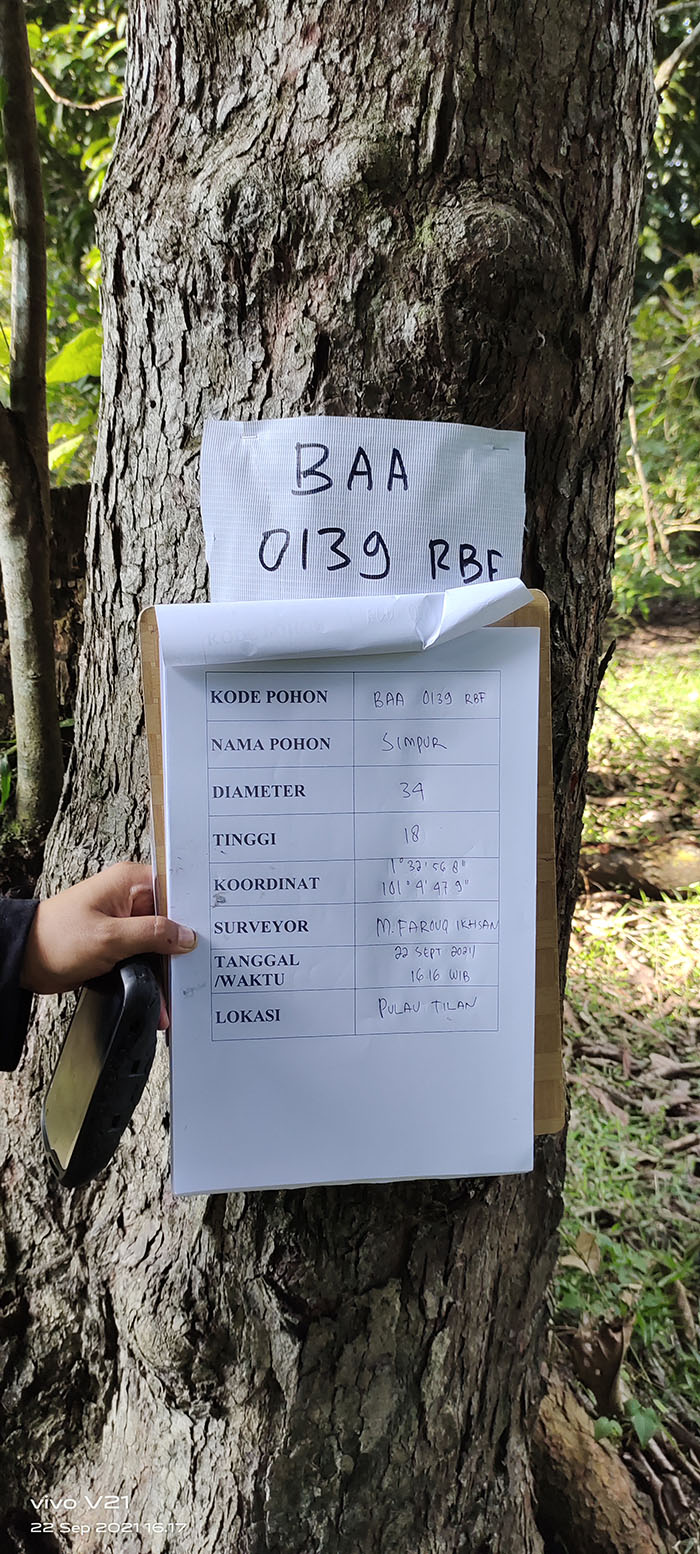 BAA
0139 RBF
KODE POHON BAA 0139 RBF
NAMA POHON SIMPUR
DIAMETER 34
TINGGI 18
KOORDINAT 1°32'56 8"
101°4'47 9"
SURVEYOR M. FAROUQ IKHSAN
TANGGAL
/WAKTU 22 SEPT 2021/
16 16 WIB
LOKASI PULAU TILAN
vivo V21
22 Sep 2021 16.17